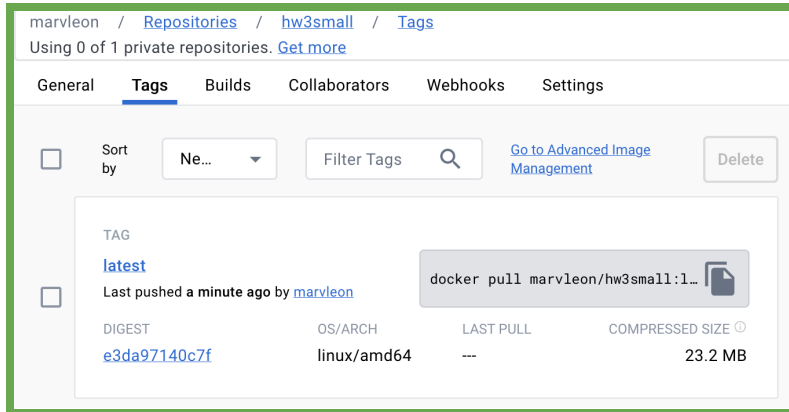 marvleon / Repositories / hw3small / Tags
Using 0 of 1 private repositories. Get more
General Tags Builds Collaborators Webhooks Settings
Sort by
Ne...
Filter Tags
Go to Advanced Image
Management
Delete
TAG
latest
Last pushed a minute ago by marvleon
docker pull marvleon/hw3small:l…
DIGEST OS/ARCH LAST PULL COMPRESSED SIZE
e3da97140c7f linux/amd64 --- 23.2 MB